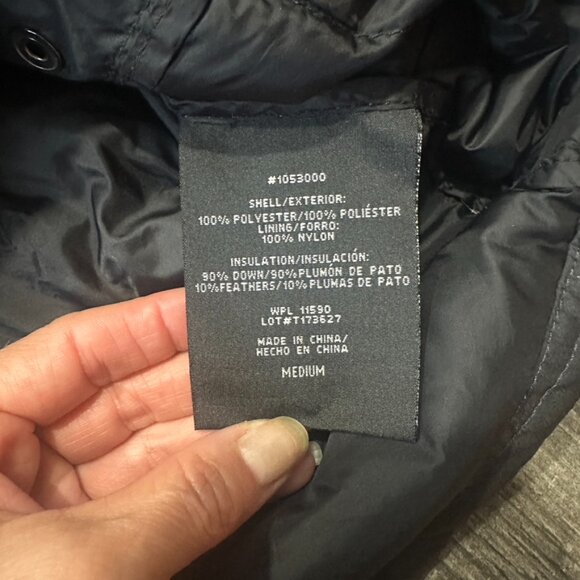 #1053000
SHELL/EXTERIOR:
100% POLYESTER/100% POLIÉSTER
LINING/FORRO:
100% NYLON
INSULATION/INSULACIÓN:
90% DOWN/90% PLUMÓN DE PATO
10%FEATHERS/10% PLUMAS DE PATO
WPL 11590
LOT#T173627
MADE IN CHINA/
HECHO EN CHINA
MEDIUM